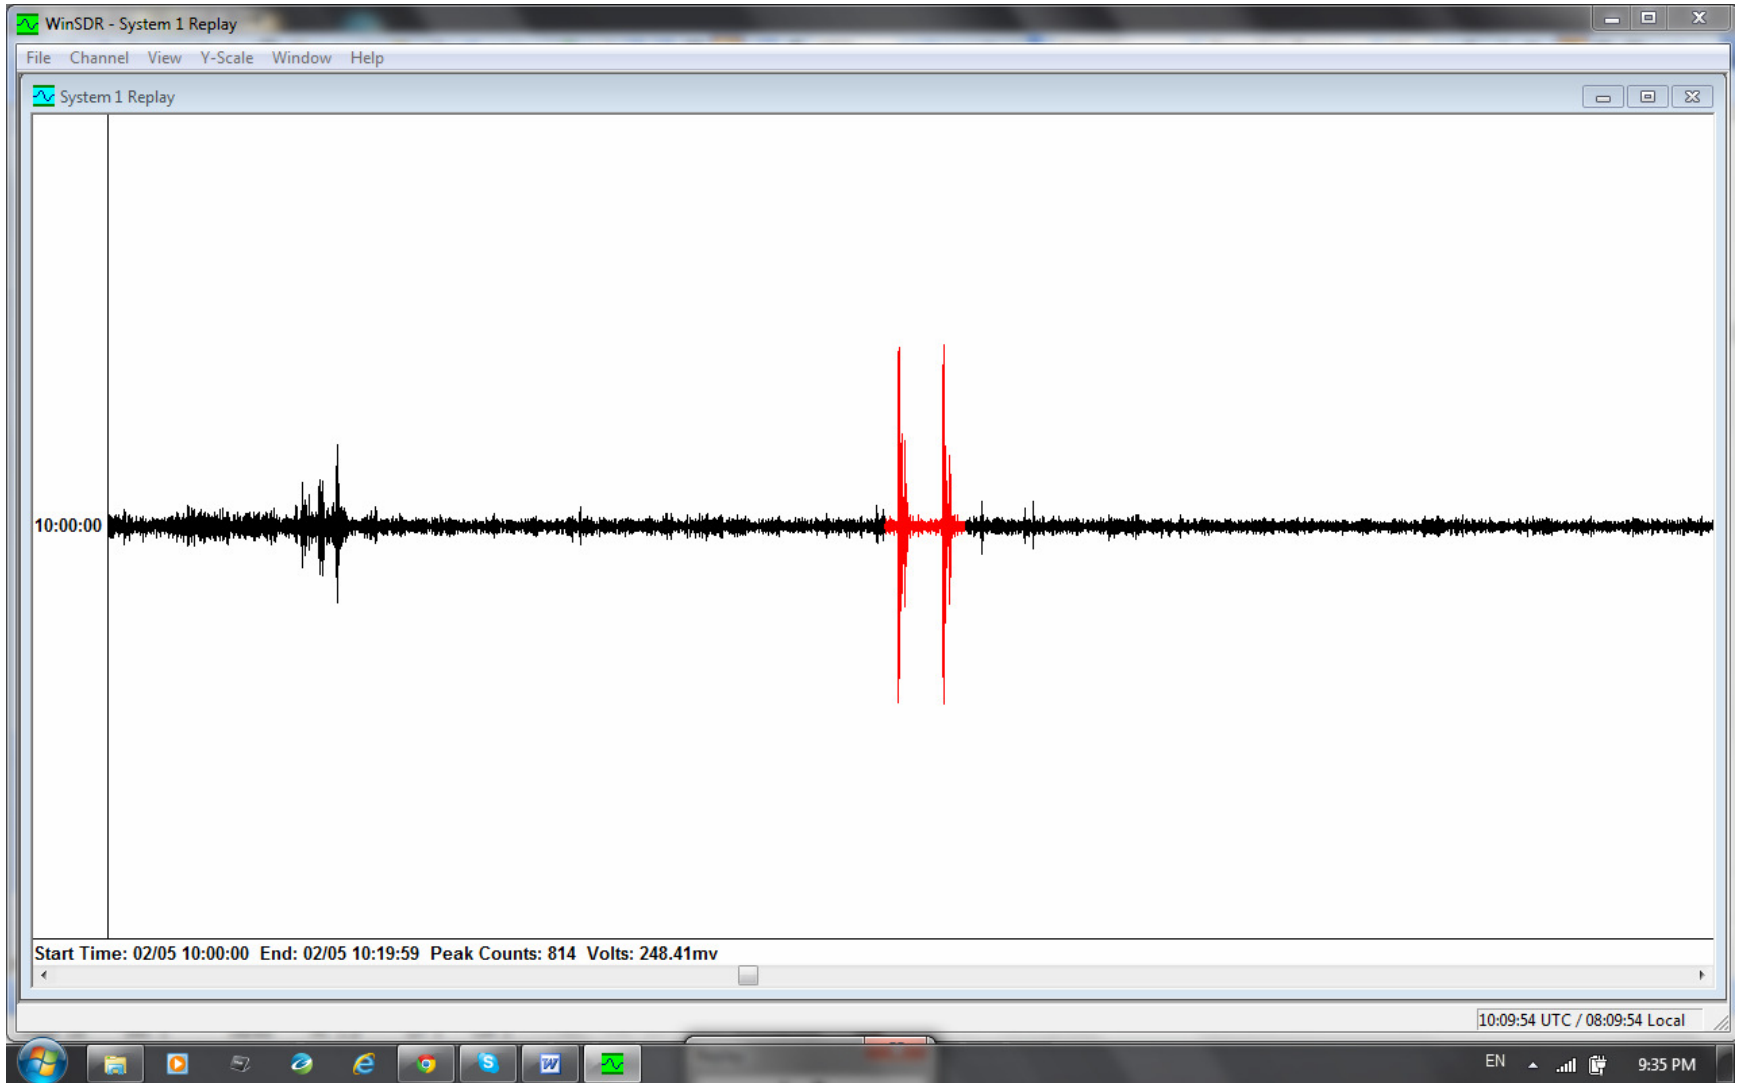 WinSDR - System 1 Replay
File Channel View Y-Scale Window Help
System 1 Replay
10:00:00
Start Time: 02/05 10:00:00 End: 02/05 10:19:59 Peak Counts: 814 Volts: 248.41mv
10:09:54 UTC / 08:09:54 Local
EN 9:35 PM